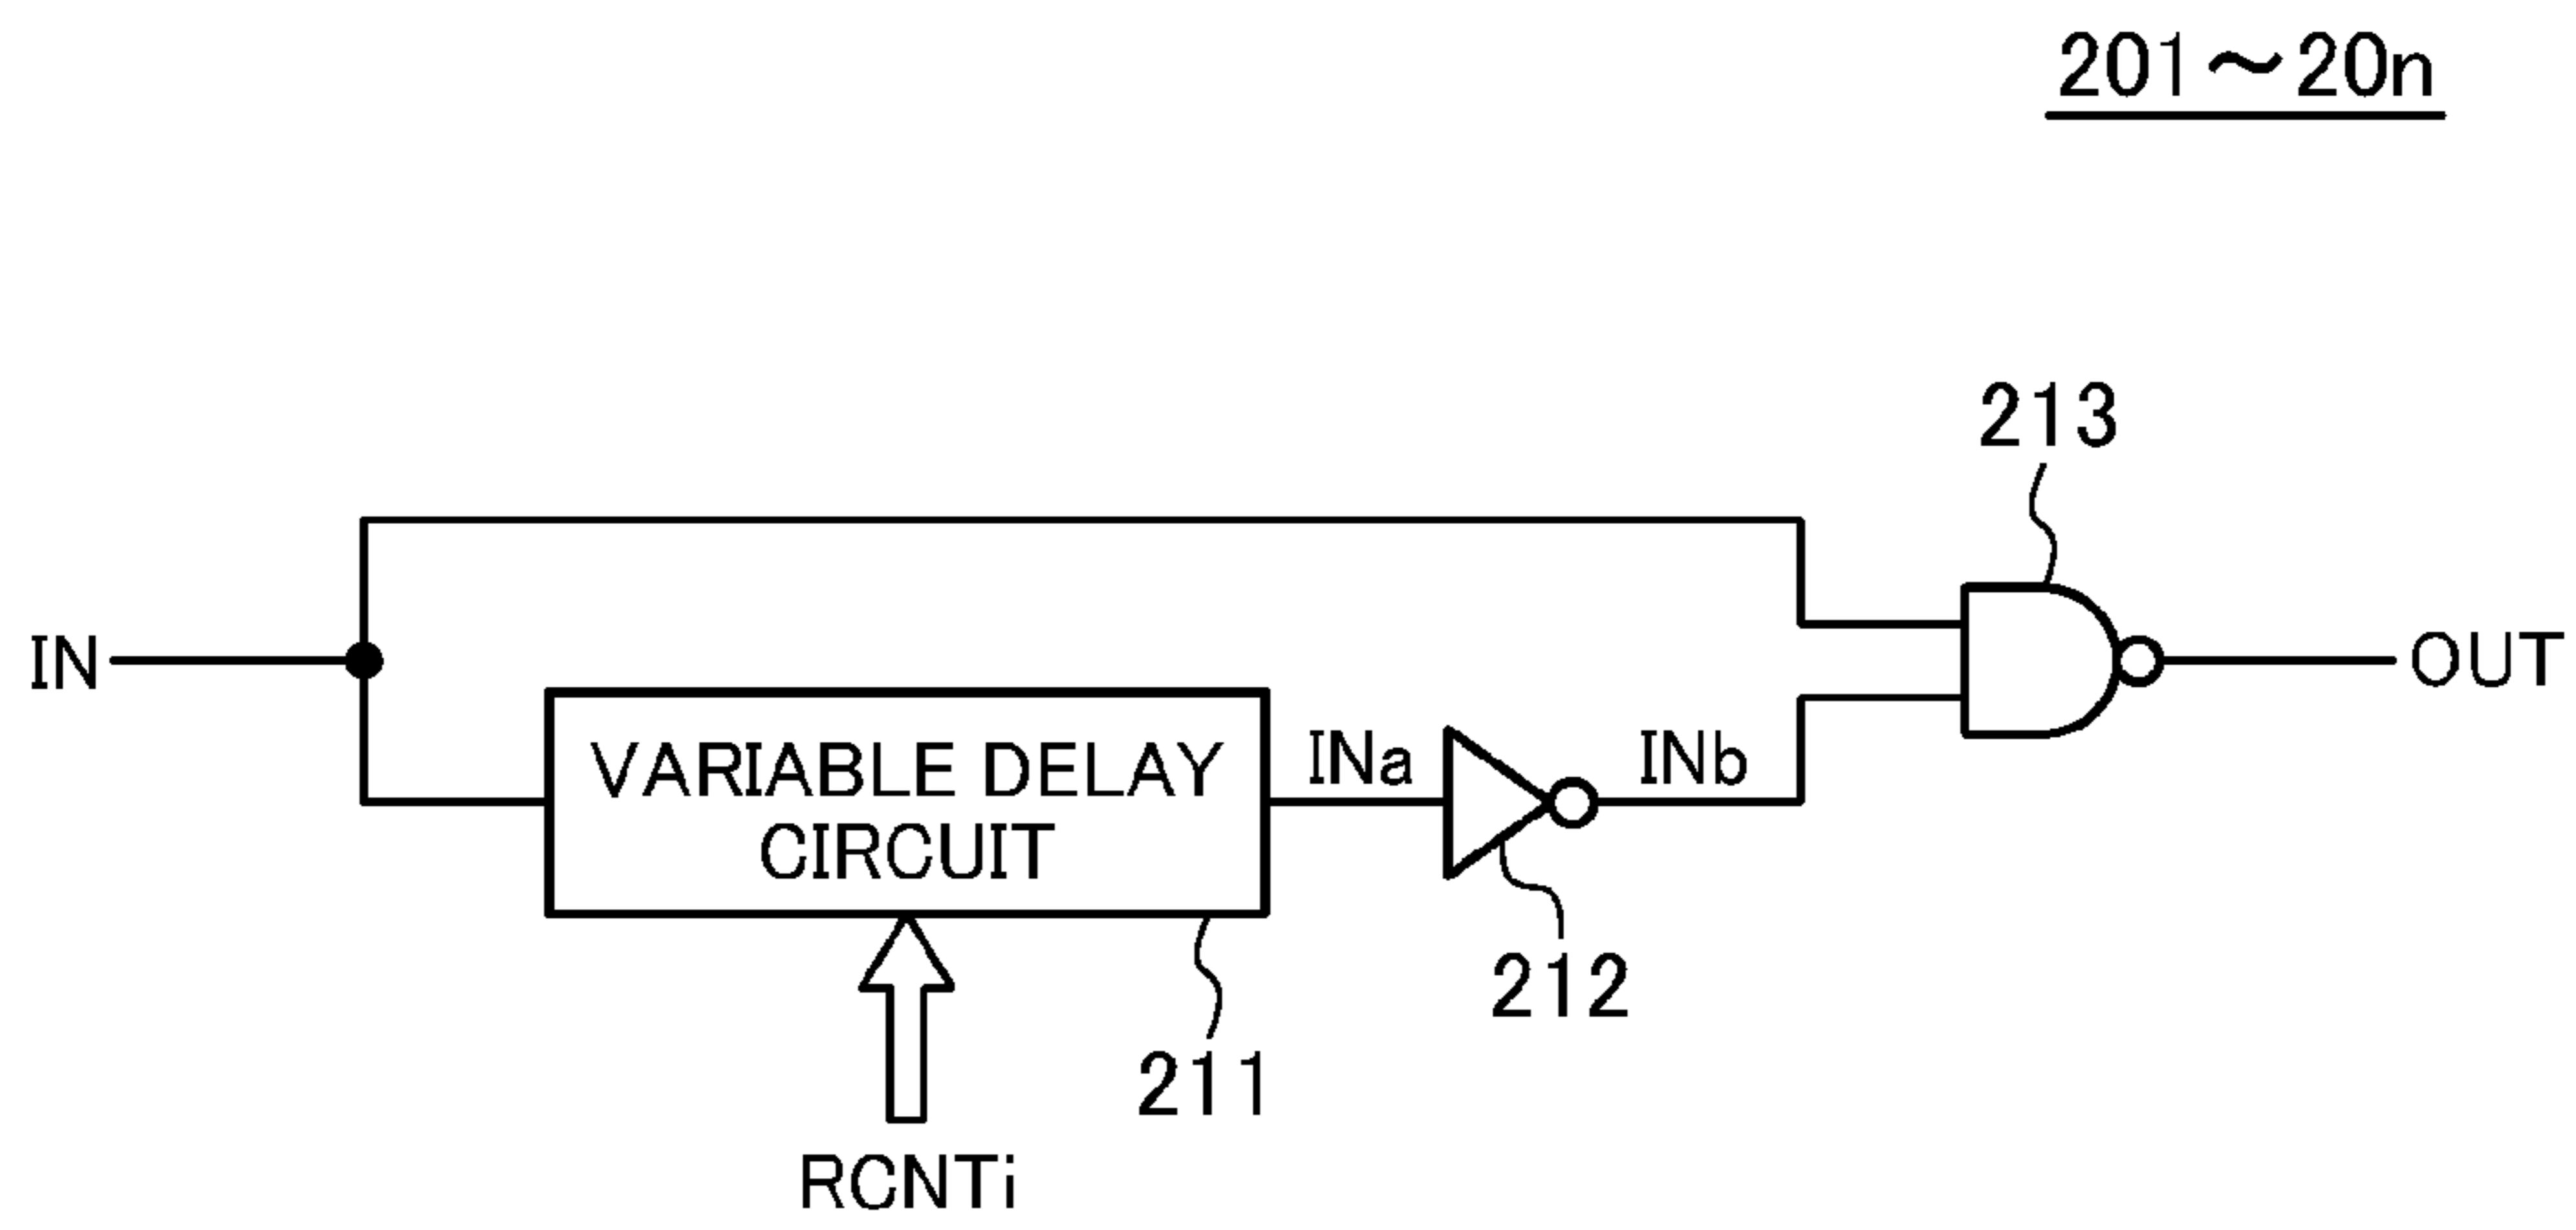 201～20n
213
IN
OUT
VARIABLE DELAY
CIRCUIT
INa
INb
212
211
RCNTi